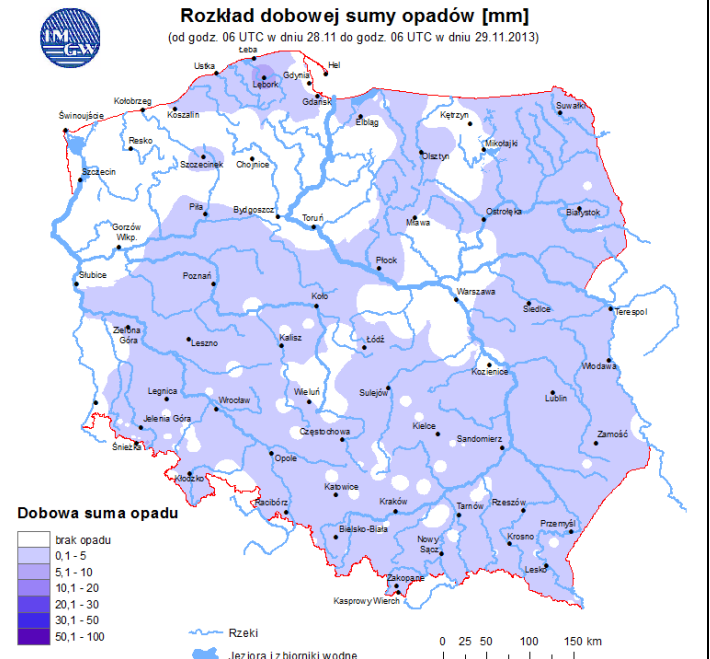 Rozkład dobowej sumy opadów [mm]
(od godz. 06 UTC w dniu 28.11 do godz. 06 UTC w dniu 29.11.2013)
IM
GW
Łeba
Hel
Ustka
Gdynia
Lębork
Kołobrzeg
Gdańsk
Suwałki
Świnoujście
Koszalin
Elbląg
Kętrzyn
Resko
Mikołajki
Szczecinek
Chojnice
Olsztyn
Szczecin
Piła
Bydgoszcz
Ostrołęka
Białystok
Toruń
Mława
Gorzów
Wlkp.
Płock
Słubice
Poznań
Warszawa
Koło
Siedlce
Terespol
Zielona
Góra
Leszno
Kalisz
Łódź
Kozienice
Włodawa
Legnica
Wrocław
Wieluń
Sulejów
Lublin
Jelenia Góra
Częstochowa
Kielce
Sandomierz
Zamość
Śnieżka
Opole
Kłodzko
Katowice
Racibórz
Kraków
Tarnów
Rzeszów
Przemyśl
Bielsko-Biała
Nowy
Sącz
Krosno
Lesko
Zakopane
Kasprowy Wierch
Dobowa suma opadu
brak opadu
0,1 - 5
5,1 - 10
10,1 - 20
20,1 - 30
30,1 - 50
50,1 - 100
Rzeki
Jeziora i zbiorniki wodne
0 25 50 100 150 km